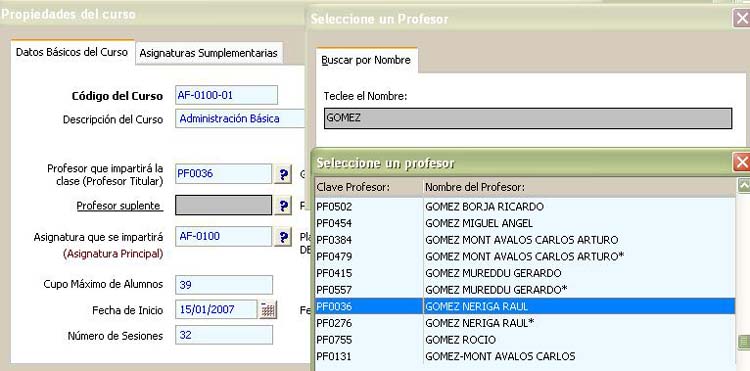 Propiedades del curso
Datos Básicos del Curso
Asignaturas Sumplementarias
Código del Curso
AF-0100-01
Descripción del Curso
Administración Básica
Profesor que impartirá la
clase (Profesor Titular)
PF0036
?
Profesor suplente
?
Asignatura que se impartirá
(Asignatura Principal)
AF-0100
?
Cupo Máximo de Alumnos
39
Fecha de Inicio
15/01/2007
Número de Sesiones
32
Seleccione un Profesor
Buscar por Nombre
Teclee el Nombre:
GOMEZ
Seleccione un profesor
Clave Profesor: Nombre del Profesor:
PF0502 GOMEZ BORJA RICARDO
PF0454 GOMEZ MIGUEL ANGEL
PF0384 GOMEZ MONT AVALOS CARLOS ARTURO
PF0479 GOMEZ MONT AVALOS CARLOS ARTURO*
PF0415 GOMEZ MUREDDU GERARDO
PF0557 GOMEZ MUREDDU GERARDO*
PF0036 GOMEZ NERIGA RAUL
PF0276 GOMEZ NERIGA RAUL*
PF0755 GOMEZ ROCIO
PF0131 GOMEZ-MONT AVALOS CARLOS